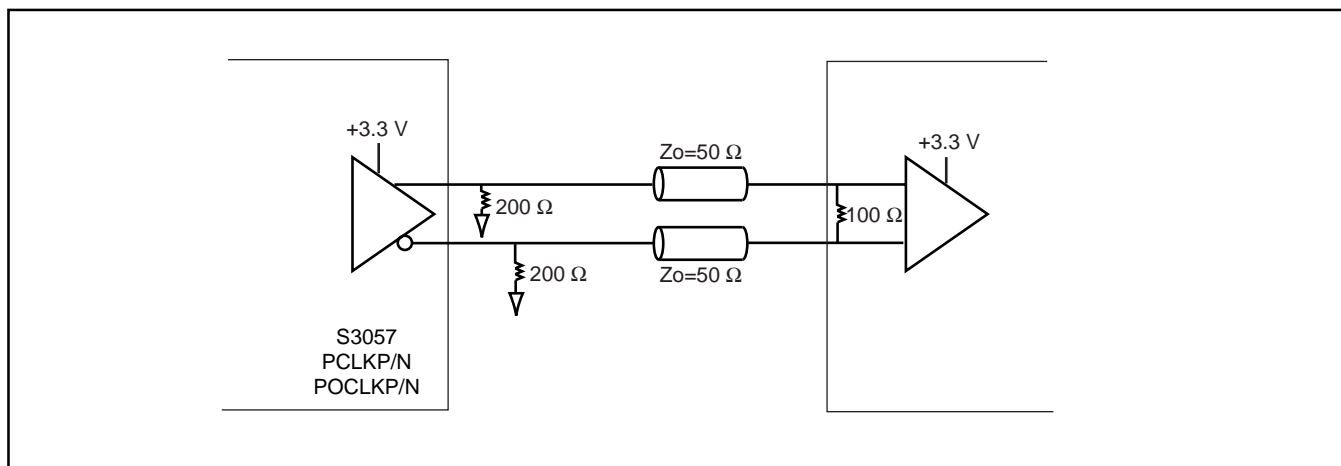 +3.3 V
Zo=50 Ω
+3.3 V
200 Ω
100 Ω
200 Ω
Zo=50 Ω
S3057
PCLKP/N
POCLKP/N